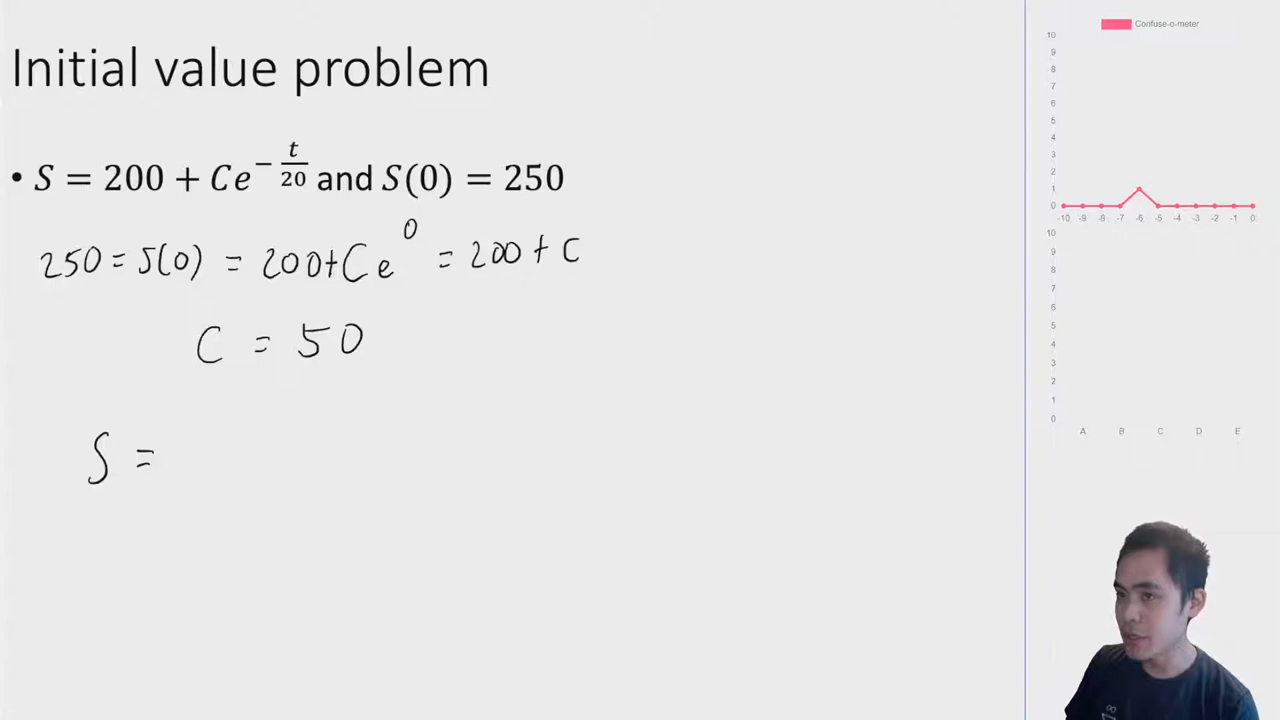 Initial value problem
• S = 200 + Ce^{-\frac{t}{20}} and S(0) = 250
250 = S(0) = 200 + Ce^0 = 200 + C
C = 50
S =
Confuse-o-meter
10
9
8
7
6
5
4
3
2
1
0
-10 -9 -8 -7 -6 -5 -4 -3 -2 -1 0
10
9
8
7
6
5
4
3
2
1
0
A B C D E